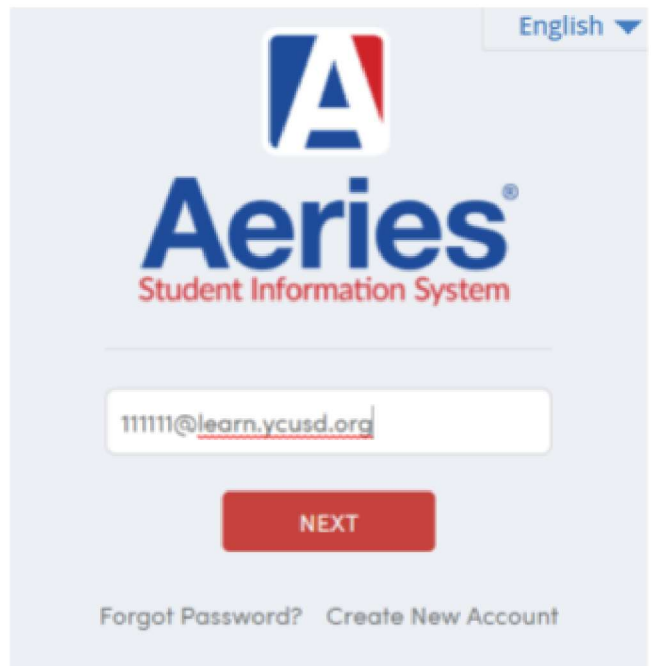 English
A
Aeries®
Student Information System
111111@learn.ycusd.org
NEXT
Forgot Password? Create New Account